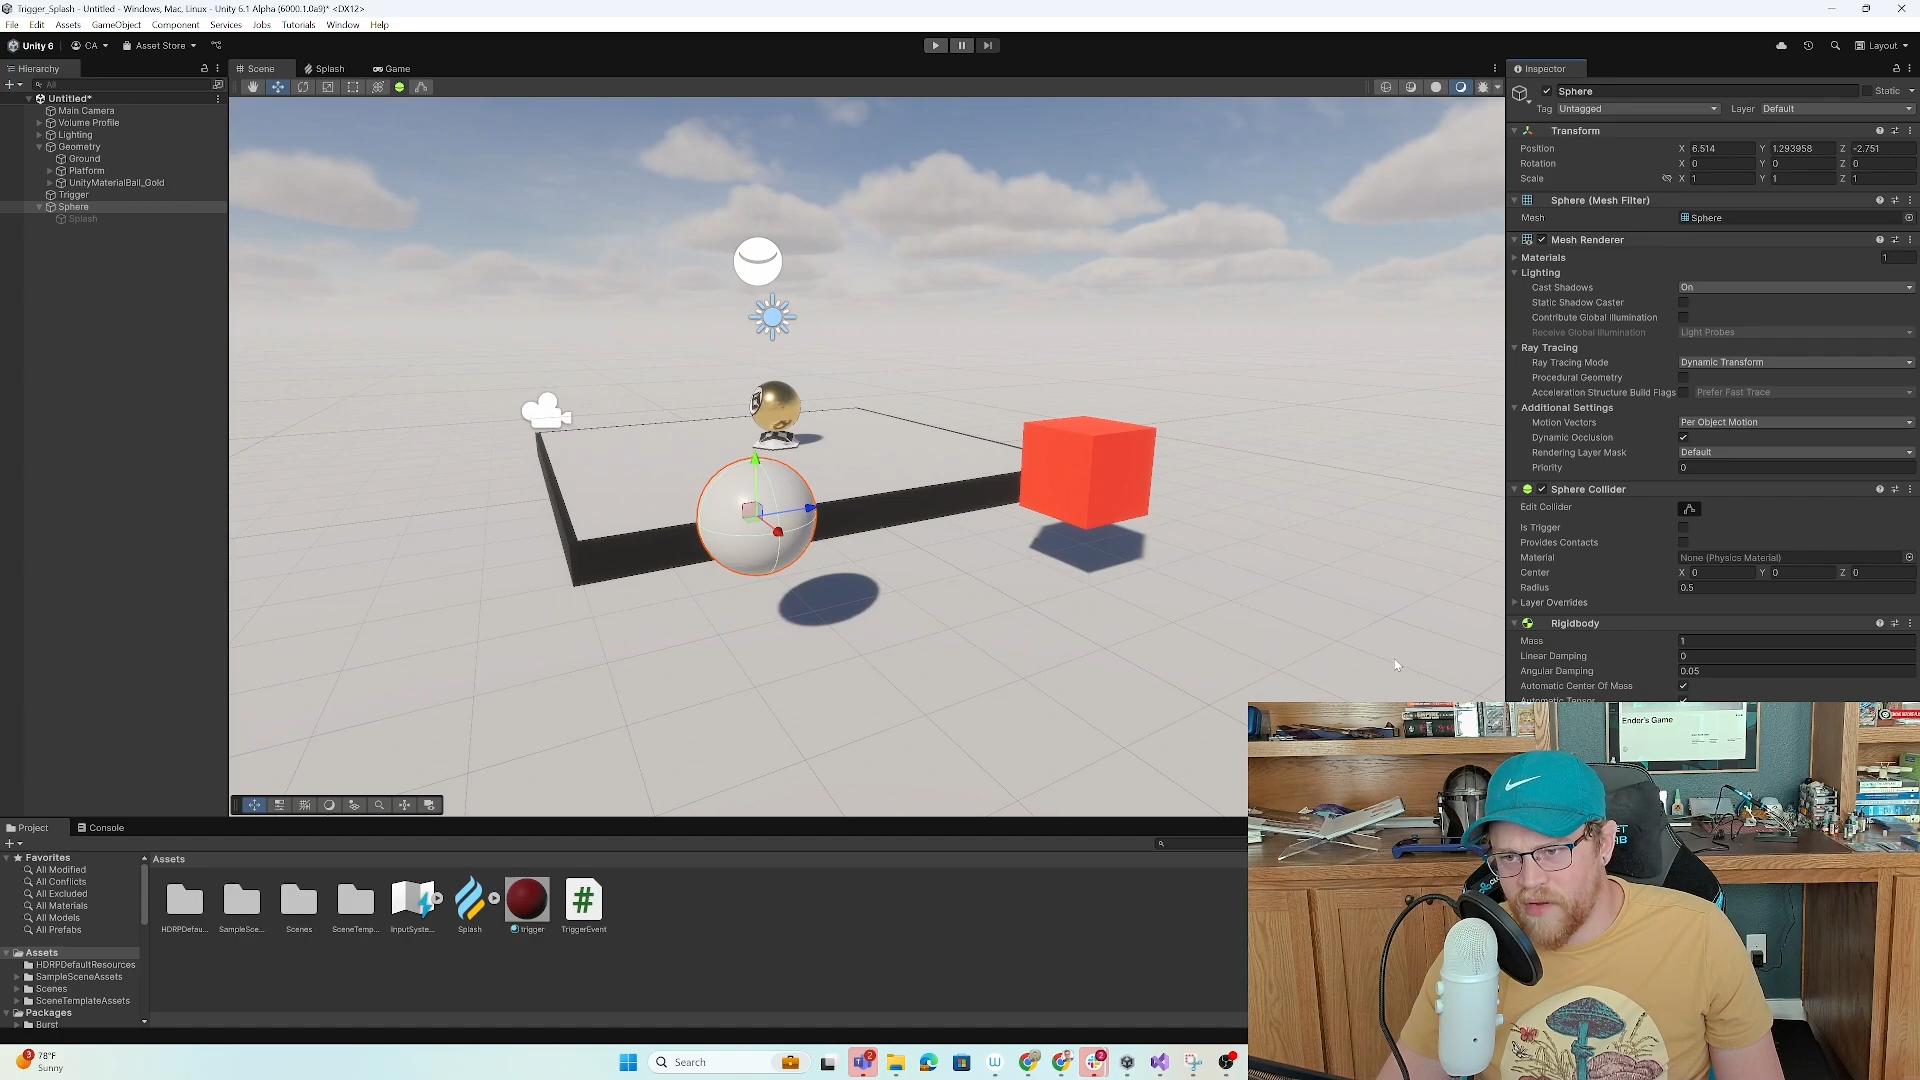 Trigger_Splash - Untitled - Windows, Mac, Linux - Unity 6.1 Alpha (6000.1.0a9)* <DX12>
File Edit Assets GameObject Component Services Jobs Tutorials Window Help
Unity 6 CA Asset Store Layout
Hierarchy
Scene Splash Game
Inspector
All
Untitled*
Main Camera
Volume Profile
Lighting
Geometry
Ground
Platform
UnityMaterialBall_Gold
Trigger
Sphere
Splash
Sphere Static
Tag Untagged Layer Default
Transform
Position X 6.514 Y 1.293958 Z -2.751
Rotation X 0 Y 0 Z 0
Scale X 1 Y 1 Z 1
Sphere (Mesh Filter)
Mesh Sphere
Mesh Renderer
Materials 1
Lighting
Cast Shadows On
Static Shadow Caster
Contribute Global Illumination
Receive Global Illumination Light Probes
Ray Tracing
Ray Tracing Mode Dynamic Transform
Procedural Geometry
Acceleration Structure Build Flags Prefer Fast Trace
Additional Settings
Motion Vectors Per Object Motion
Dynamic Occlusion
Rendering Layer Mask Default
Priority 0
Sphere Collider
Edit Collider
Is Trigger
Provides Contacts
Material None (Physics Material)
Center X 0 Y 0 Z 0
Radius 0.5
Layer Overrides
Rigidbody
Mass 1
Linear Damping 0
Angular Damping 0.05
Automatic Center Of Mass
Automatic Tensor
Project Console
Favorites
All Modified
All Conflicts
All Excluded
All Materials
All Models
All Prefabs
Assets
HDRPDefaultResources
SampleSceneAssets
Scenes
SceneTemplateAssets
Packages
Burst
Assets
HDRPDefau... SampleSce... Scenes SceneTemp... InputSyste... Splash trigger TriggerEvent
Ender's Game
78°F
Sunny
Search